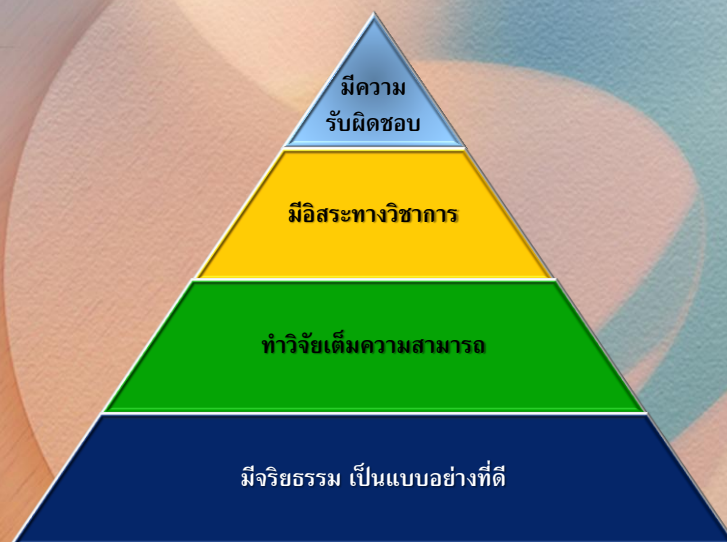 มีความ
รับผิดชอบ
มีอิสระทางวิชาการ
ทำวิจัยเต็มความสามารถ
มีจริยธรรม เป็นแบบอย่างที่ดี